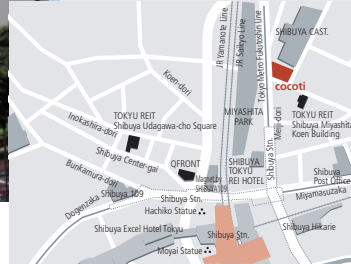 JR Yamanote Line
JR Saikyo Line
Tokyo Metro Fukutoshin Line
SHIBUYA CAST.
cocoti
Koen-dori
MIYASHITA
PARK
Meiji-dori
TOKYU REIT
Shibuya Miyashita
Koen Building
Inokashira-dori
TOKYU REIT
Shibuya Udagawa-cho Square
Shibuya Center-gai
QFRONT
Magnet by
SHIBUYA109
SHIBUYA
TOKYU
REI HOTEL
Shibuya Stn.
Shibuya
Post Office
Bunkamura-dori
Miyamasuzaka
Shibuya 109
Dogenzaka
Shibuya Stn.
Hachiko Statue
Shibuya Excel Hotel Tokyu
Shibuya Stn.
Shibuya Hikarie
Moyai Statue